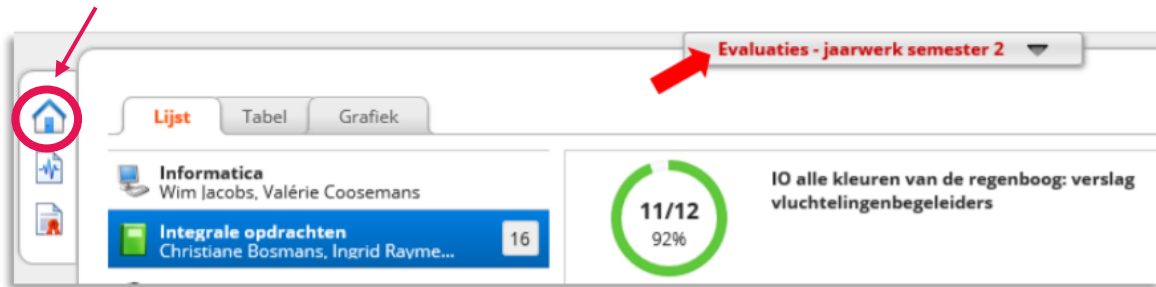 Evaluaties - jaarwerk semester 2
Lijst
Tabel
Grafiek
Informatica
Wim Jacobs, Valérie Coosemans
Integrale opdrachten
Christiane Bosmans, Ingrid Rayme...
16
11/12
92%
IO alle kleuren van de regenboog: verslag
vluchtelingenbegeleiders